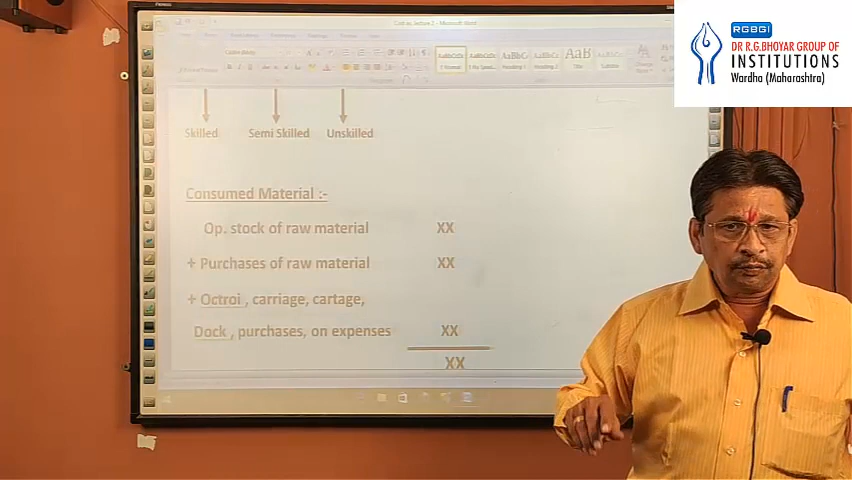 RGBGI
DR R.G.BHOYAR GROUP OF
INSTITUTIONS
Wardha (Maharashtra)
Skilled Semi Skilled Unskilled
Consumed Material :-
Op. stock of raw material XX
+ Purchases of raw material XX
+ Octroi , carriage, cartage,
Dock , purchases, on expenses XX
XX